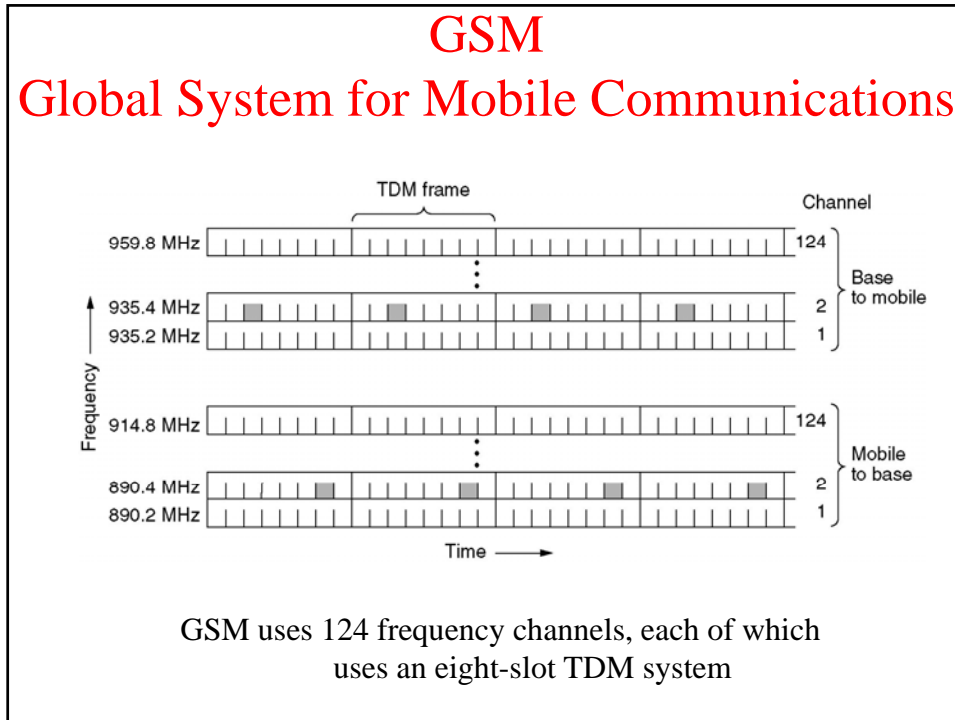 GSM
Global System for Mobile Communications
TDM frame
Channel
959.8 MHz
124
Base
to mobile
935.4 MHz
2
935.2 MHz
1
Frequency
914.8 MHz
124
Mobile
to base
890.4 MHz
2
890.2 MHz
1
Time
GSM uses 124 frequency channels, each of which
uses an eight-slot TDM system